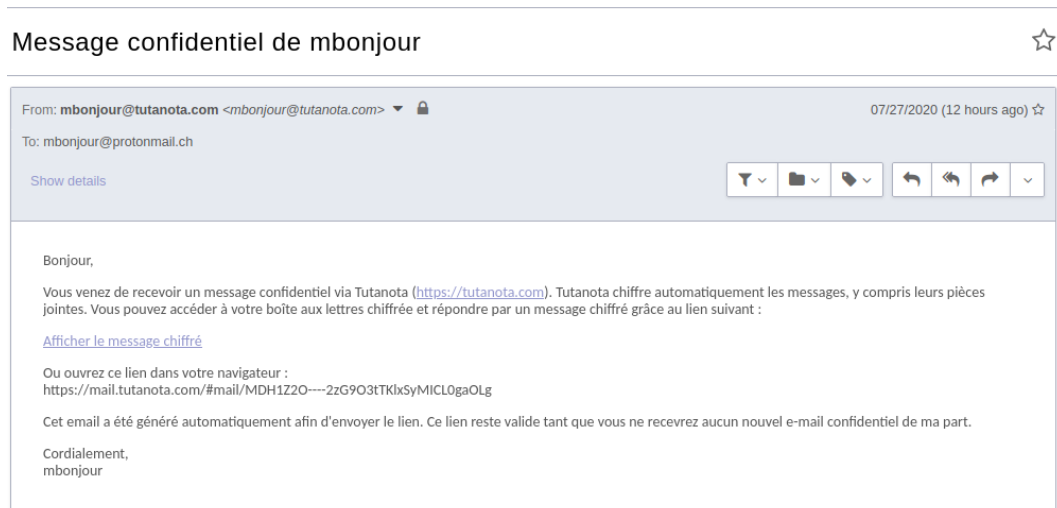 Message confidentiel de mbonjour
From: mbonjour@tutanota.com <mbonjour@tutanota.com>
07/27/2020 (12 hours ago)
To: mbonjour@protonmail.ch
Show details
Bonjour,
Vous venez de recevoir un message confidentiel via Tutanota (https://tutanota.com). Tutanota chiffre automatiquement les messages, y compris leurs pièces
jointes. Vous pouvez accéder à votre boîte aux lettres chiffrée et répondre par un message chiffré grâce au lien suivant :
Afficher le message chiffré
Ou ouvrez ce lien dans votre navigateur :
https://mail.tutanota.com/#mail/MDH1Z2O----2zG9O3tTKlxSyMICL0gaOLg
Cet email a été généré automatiquement afin d'envoyer le lien. Ce lien reste valide tant que vous ne recevrez aucun nouvel e-mail confidentiel de ma part.
Cordialement,
mbonjour